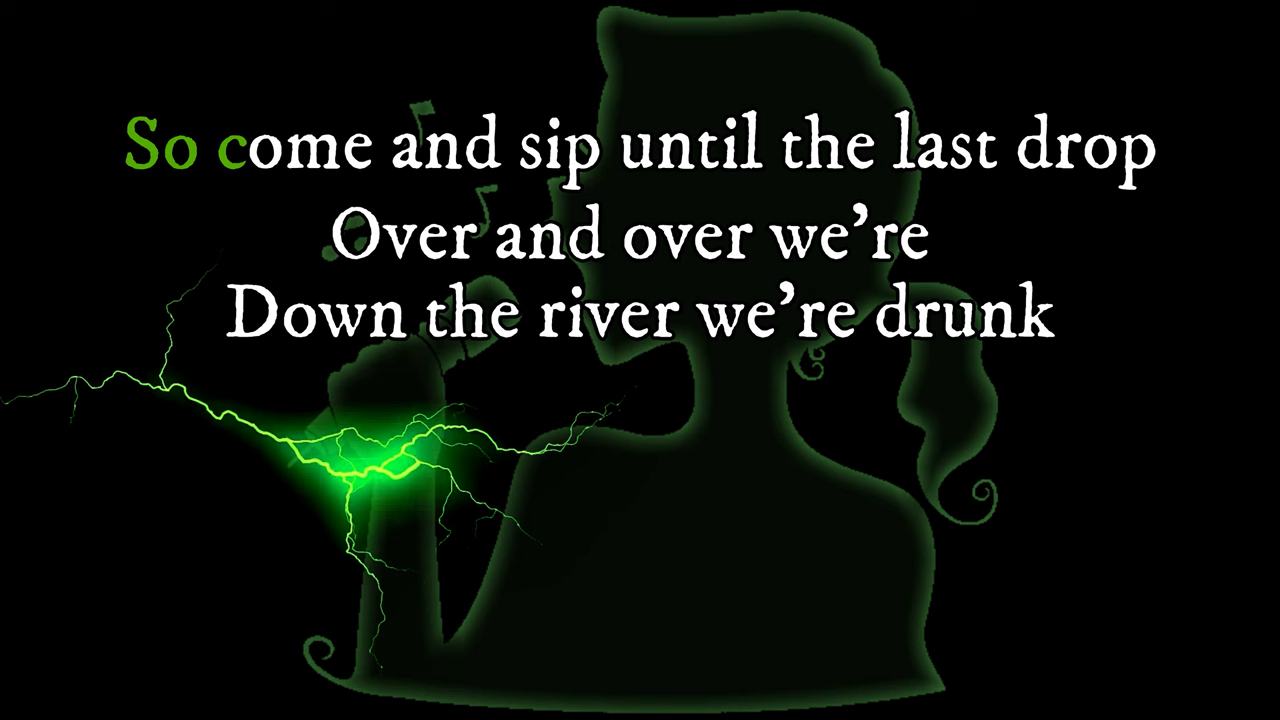 So come and sip until the last drop
Over and over we’re
Down the river we’re drunk